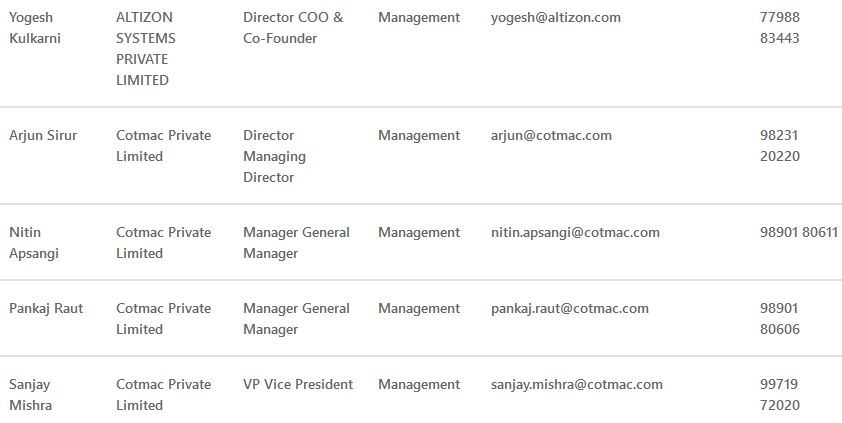 Yogesh ALTIZON Director COO & Management yogesh@altizon.com 77988
Kulkarni SYSTEMS Co-Founder 83443
PRIVATE
LIMITED
Arjun Sirur Cotmac Private Director Management arjun@cotmac.com 98231
Limited Managing 20220
Director
Nitin Cotmac Private Manager General Management nitin.apsangi@cotmac.com 98901 80611
Apsangi Limited Manager
Pankaj Raut Cotmac Private Manager General Management pankaj.raut@cotmac.com 98901
Limited Manager 80606
Sanjay Cotmac Private VP Vice President Management sanjay.mishra@cotmac.com 99719
Mishra Limited 72020